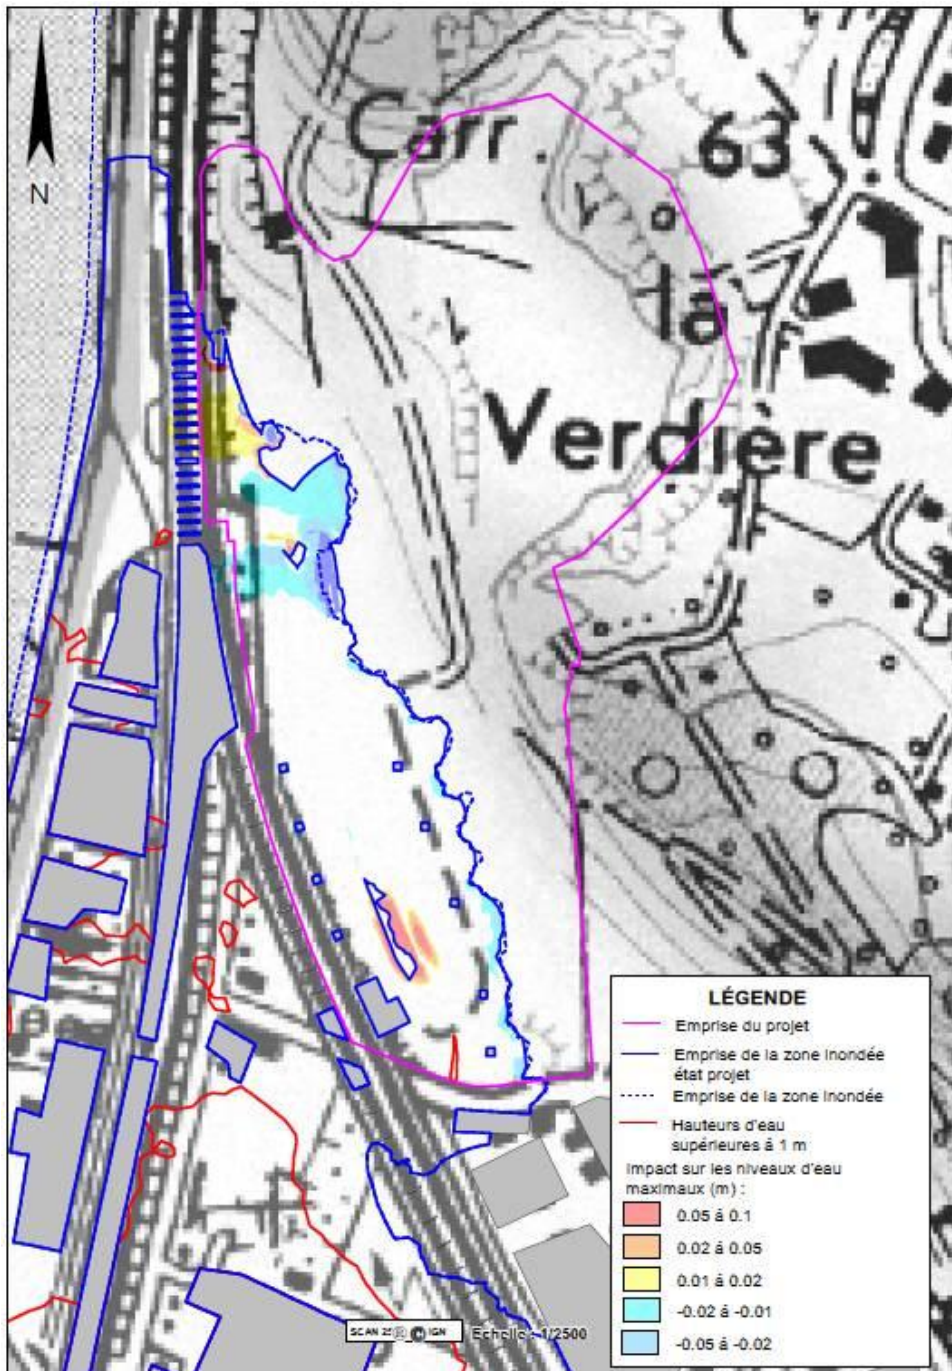 Carr.
63
N
la
Verdière
LÉGENDE
Emprise du projet
Emprise de la zone inondée
état projet
Emprise de la zone inondée
Hauteurs d'eau
supérieures à 1 m
Impact sur les niveaux d'eau
maximaux (m) :
0.05 à 0.1
0.02 à 0.05
0.01 à 0.02
-0.02 à -0.01
-0.05 à -0.02
SCAN 25® © IGN Echelle : 1/2500